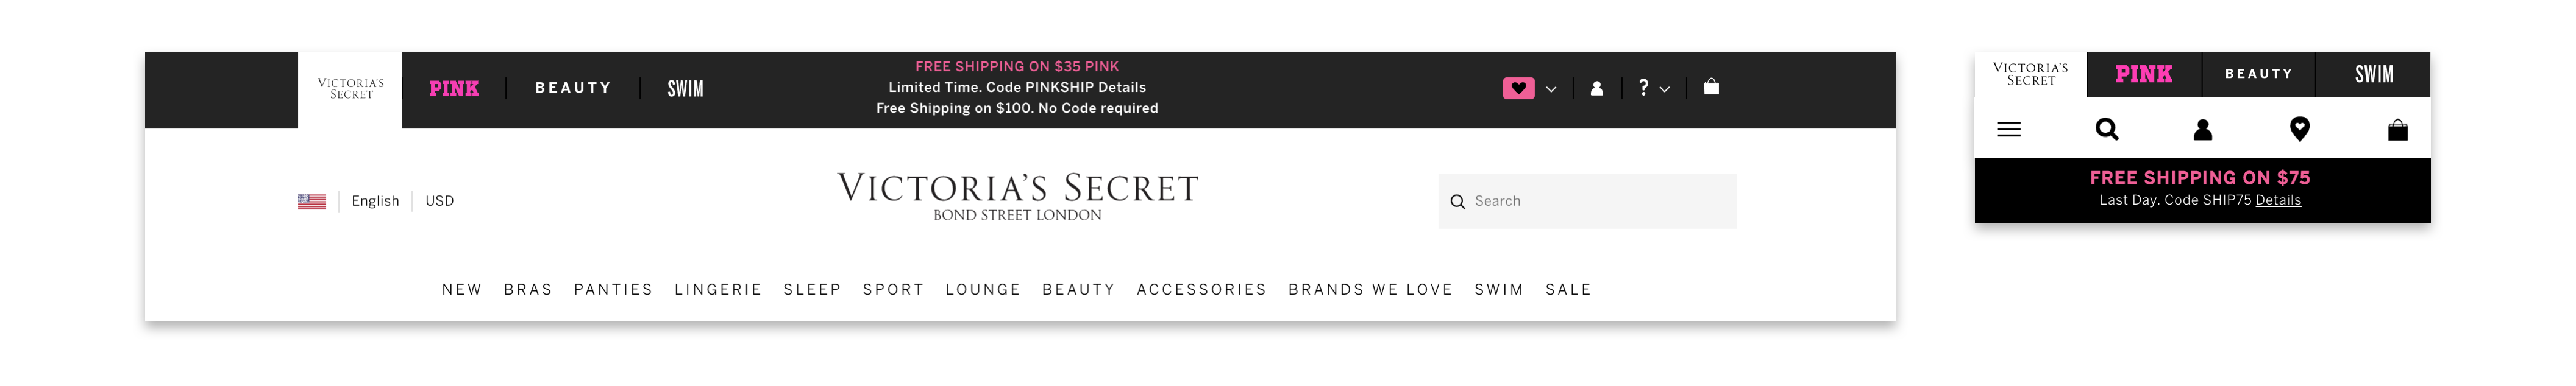 VICTORIA'S
SECRET
PINK
BEAUTY
SWIM
FREE SHIPPING ON $35 PINK
Limited Time. Code PINKSHIP Details
Free Shipping on $100. No Code required
?
English
USD
VICTORIA'S SECRET
BOND STREET LONDON
Search
NEW BRAS PANTIES LINGERIE SLEEP SPORT LOUNGE BEAUTY ACCESSORIES BRANDS WE LOVE SWIM SALE
VICTORIA'S
SECRET
PINK
BEAUTY
SWIM
FREE SHIPPING ON $75
Last Day. Code SHIP75 Details